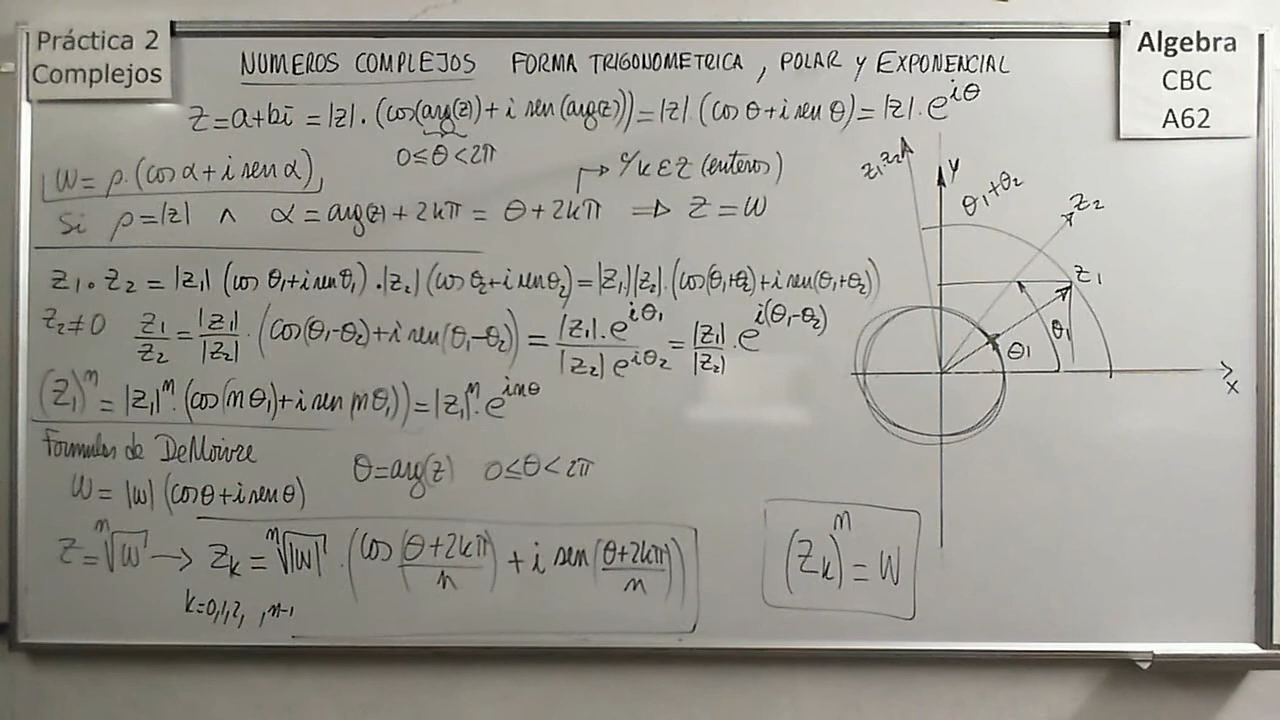 Práctica 2
Complejos
Algebra
CBC
A62
NUMEROS COMPLEJOS FORMA TRIGONOMETRICA, POLAR y EXPONENCIAL
Z=a+bi = |z|·(cos(arg(z))+i sen(arg(z))) = |z|·(cos θ+i sen θ) = |z|·e^{iθ}
0≤θ<2π
W = ρ·(cos α + i sen α),
c/k ε Z (enteros)
Si ρ=|z| ∧ α = arg(z)+2kπ = θ+2kπ ⇒ Z=W
Z₁·Z₂ = |Z₁| (cos θ₁+i sen θ₁)·|Z₂| (cos θ₂+i sen θ₂) = |Z₁||Z₂|·(cos(θ₁+θ₂)+i sen(θ₁+θ₂))
Z₂≠0 Z₁/Z₂ = |Z₁|/|Z₂| · (cos(θ₁-θ₂)+i sen(θ₁-θ₂)) = |Z₁|·e^{iθ₁}/|Z₂| e^{iθ₂} = |Z₁|/|Z₂| · e^{i(θ₁-θ₂)}
(Z₁)^n = |Z₁|^n·(cos(nθ₁)+i sen(nθ₁)) = |Z₁|^n·e^{inθ}
Formulas de DeMoivre
θ=arg(z) 0≤θ<2π
W = |w| (cos θ+i sen θ)
Z = ⁿ√W → Z_k = ⁿ√|W| · (cos((θ+2kπ)/n) + i sen((θ+2kπ)/n))
k=0,1,2, ,n-1
(Z_k)^n = W
Z₁·Z₂
y
θ₁+θ₂
Z₂
Z₁
θ₁
θ₁
x